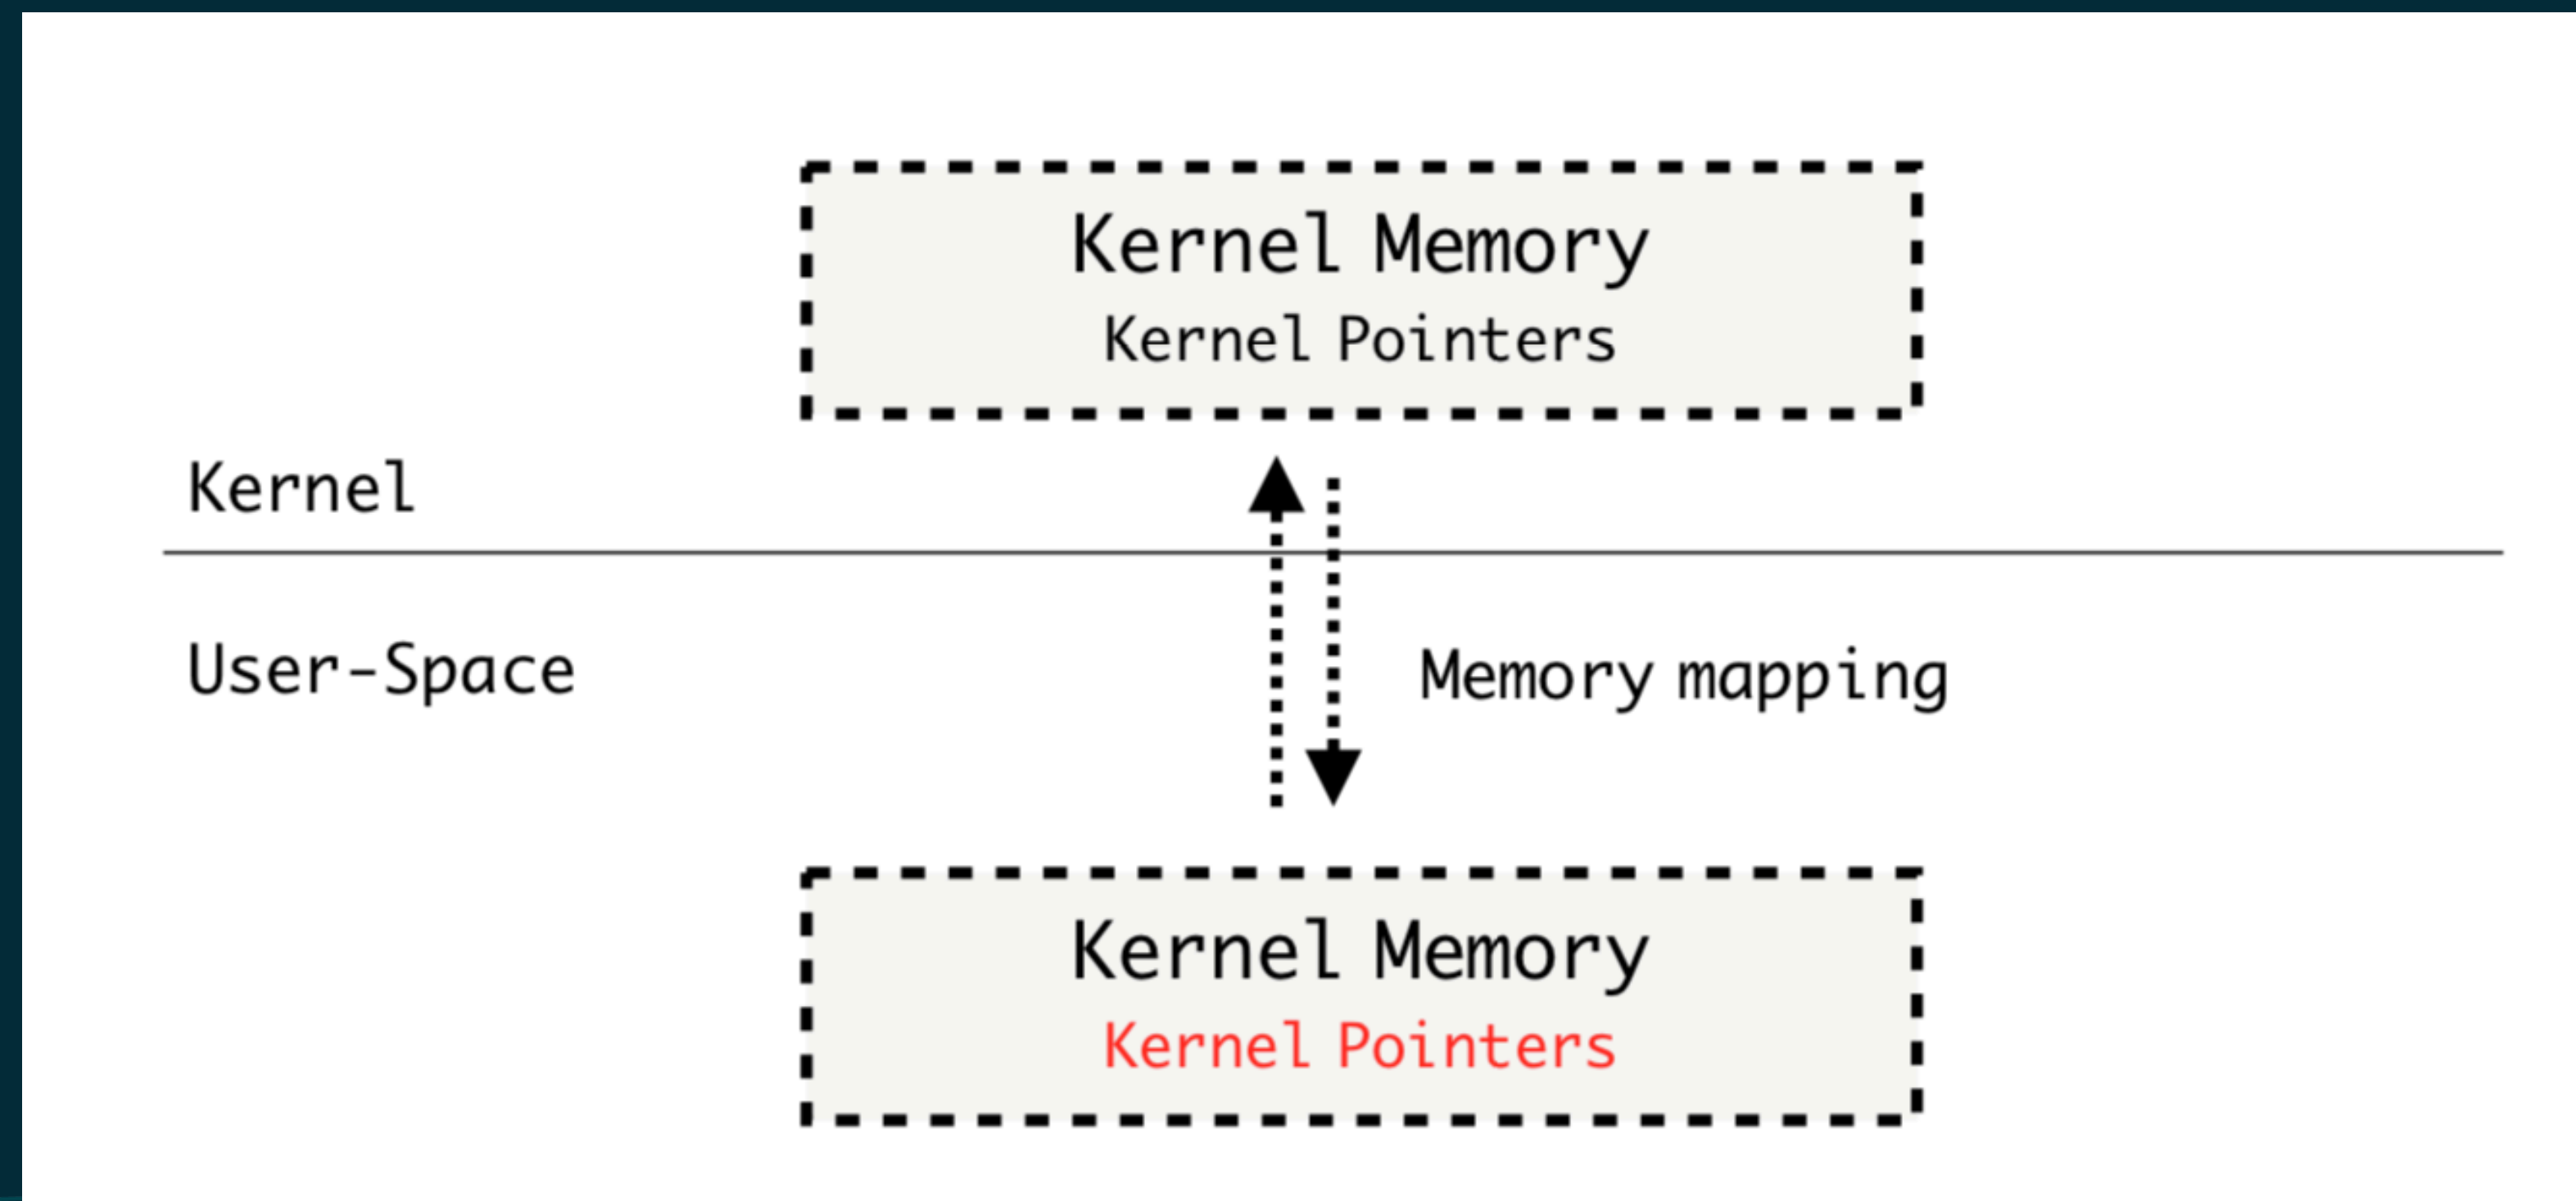 Kernel Memory
Kernel Pointers
Kernel
User-Space
Memory mapping
Kernel Memory
Kernel Pointers